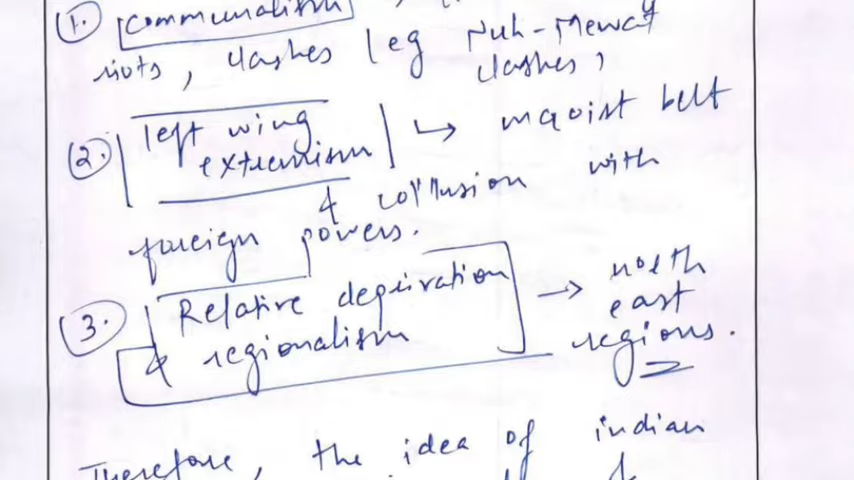 1. Communalism
riots, clashes (eg Nuh-Mewat
clashes,
2. left wing
extremism → maoist belt
& collusion with
foreign powers.
3. Relative deprivation
& regionalism → north
east
regions.
Therefore, the idea of indian